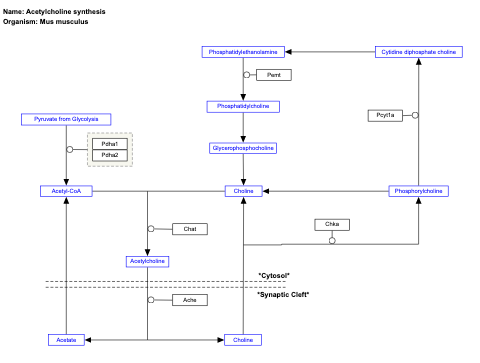 Name: Acetylcholine synthesis
Organism: Mus musculus
Phosphatidylethanolamine
Cytidine diphosphate choline
Pemt
Phosphatidylcholine
Pcyt1a
Pyruvate from Glycolysis
Pdha1
Pdha2
Glycerophosphocholine
Acetyl-CoA
Choline
Phosphorylcholine
Chat
Chka
Acetylcholine
*Cytosol*
*Synaptic Cleft*
Ache
Acetate
Choline